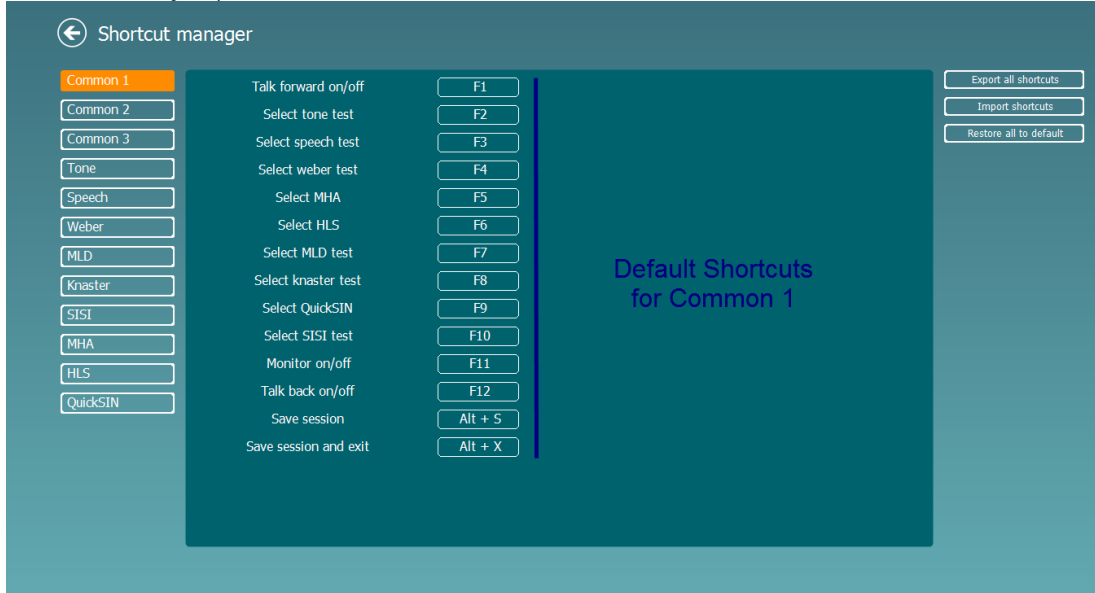 Shortcut manager
Common 1
Common 2
Common 3
Tone
Speech
Weber
MLD
Knaster
SISI
MHA
HLS
QuickSIN
Talk forward on/off F1
Select tone test F2
Select speech test F3
Select weber test F4
Select MHA F5
Select HLS F6
Select MLD test F7
Select knaster test F8
Select QuickSIN F9
Select SISI test F10
Monitor on/off F11
Talk back on/off F12
Save session Alt + S
Save session and exit Alt + X
Default Shortcuts
for Common 1
Export all shortcuts
Import shortcuts
Restore all to default